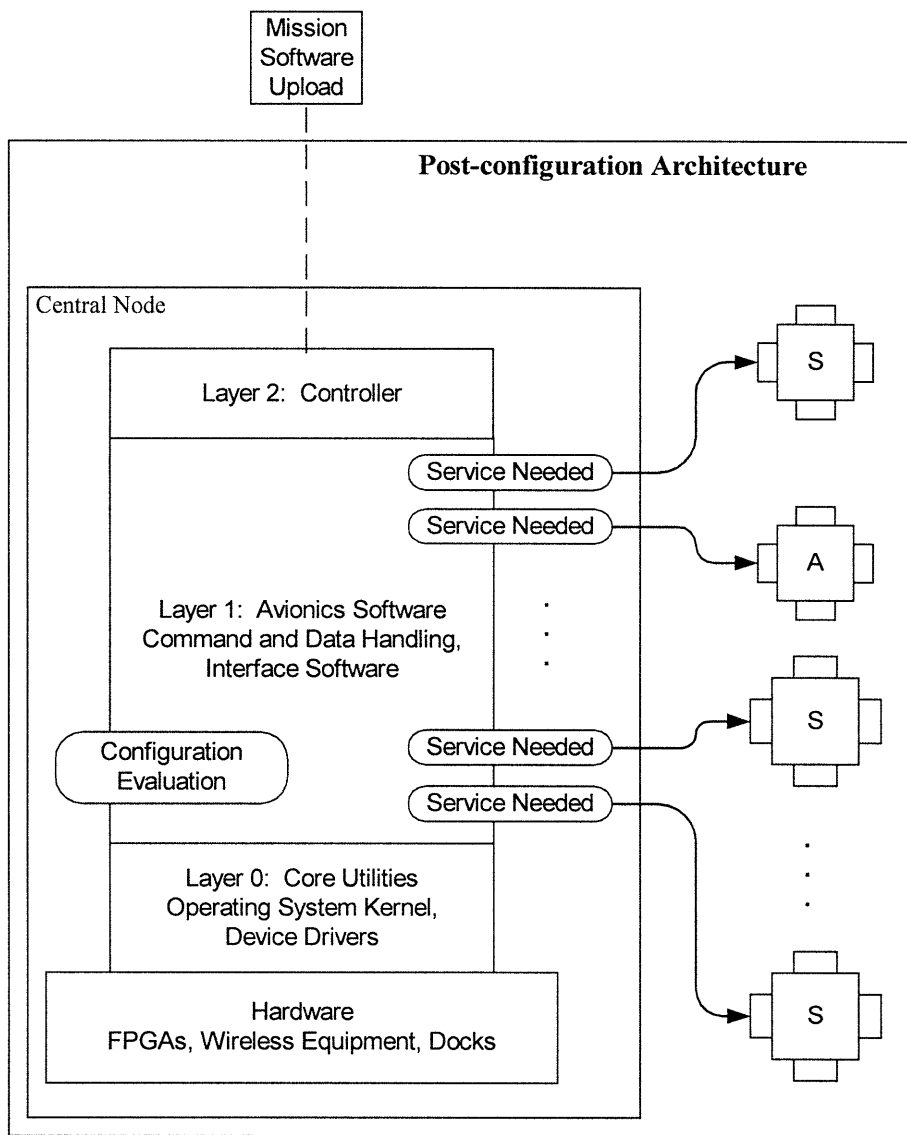 Mission
Software
Upload
Post-configuration Architecture
Central Node
Layer 2: Controller
Service Needed
Service Needed
Layer 1: Avionics Software
Command and Data Handling,
Interface Software
Service Needed
Configuration
Evaluation
Service Needed
Layer 0: Core Utilities
Operating System Kernel,
Device Drivers
Hardware
FPGAs, Wireless Equipment, Docks
S
A
S
S